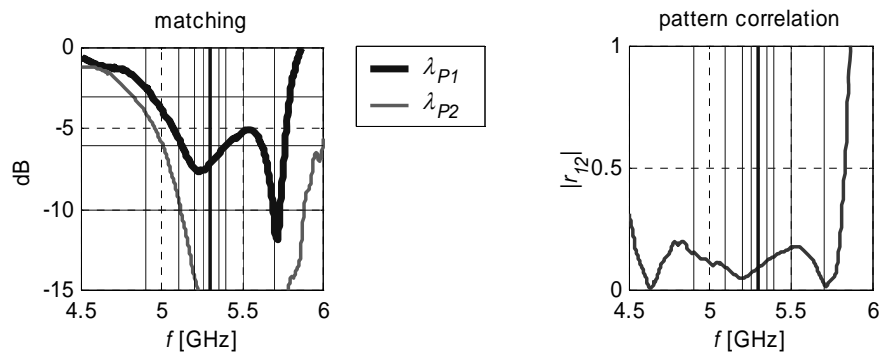 matching
0
-5
-10
-15
dB
4.5 5 5.5 6
f [GHz]
λP1
λP2
pattern correlation
1
0.5
0
|r12|
4.5 5 5.5 6
f [GHz]